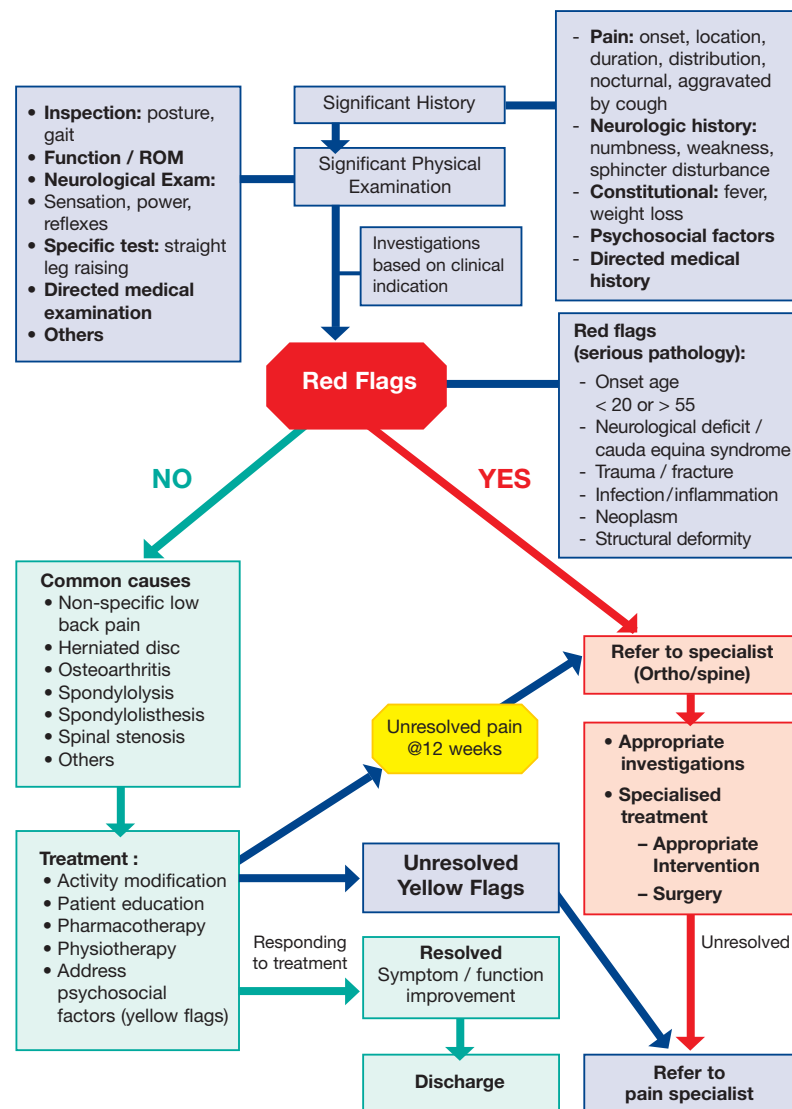 Significant History
- Pain: onset, location,
duration, distribution,
nocturnal, aggravated
by cough
- Neurologic history:
numbness, weakness,
sphincter disturbance
- Constitutional: fever,
weight loss
- Psychosocial factors
- Directed medical
history
• Inspection: posture,
gait
• Function / ROM
• Neurological Exam:
• Sensation, power,
reflexes
• Specific test: straight
leg raising
• Directed medical
examination
• Others
Significant Physical
Examination
Investigations
based on clinical
indication
Red Flags
Red flags
(serious pathology):
- Onset age
< 20 or > 55
- Neurological deficit /
cauda equina syndrome
- Trauma / fracture
- Infection/inflammation
- Neoplasm
- Structural deformity
NO
YES
Common causes
• Non-specific low
back pain
• Herniated disc
• Osteoarthritis
• Spondylolysis
• Spondylolisthesis
• Spinal stenosis
• Others
Refer to specialist
(Ortho/spine)
Unresolved pain
@12 weeks
• Appropriate
investigations
• Specialised
treatment
– Appropriate
Intervention
– Surgery
Treatment :
• Activity modification
• Patient education
• Pharmacotherapy
• Physiotherapy
• Address
psychosocial
factors (yellow flags)
Unresolved
Yellow Flags
Responding
to treatment
Resolved
Symptom / function
improvement
Unresolved
Discharge
Refer to
pain specialist